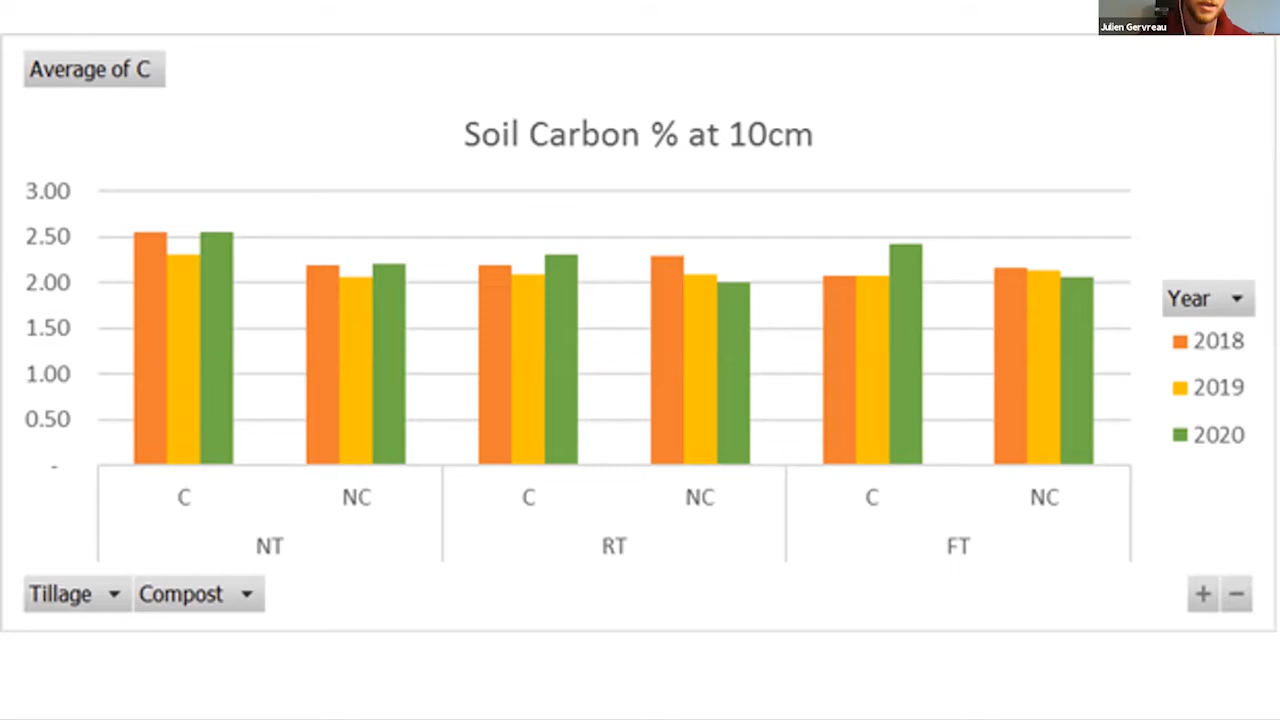 Julien Gervreau
Average of C
Soil Carbon % at 10cm
3.00
2.50
2.00
1.50
1.00
0.50
-
C NC C NC C NC
NT RT FT
Year
2018
2019
2020
Tillage Compost
+ −